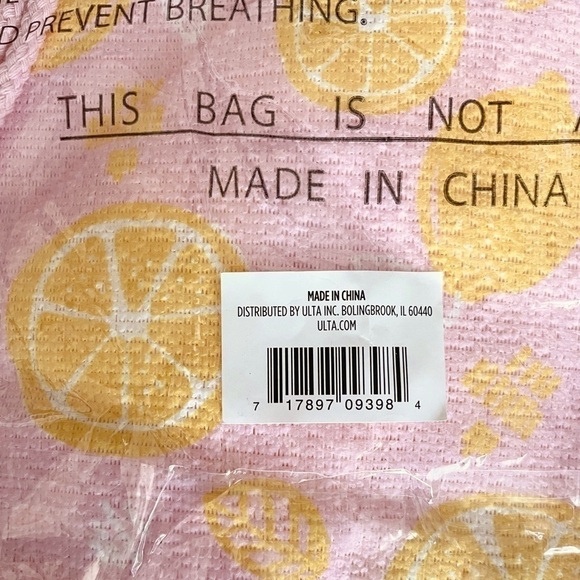 D PREVENT BREATHING.
THIS BAG IS NOT A
MADE IN CHINA
MADE IN CHINA
DISTRIBUTED BY ULTA INC. BOLINGBROOK, IL 60440
ULTA.COM
7 17897 09398 4